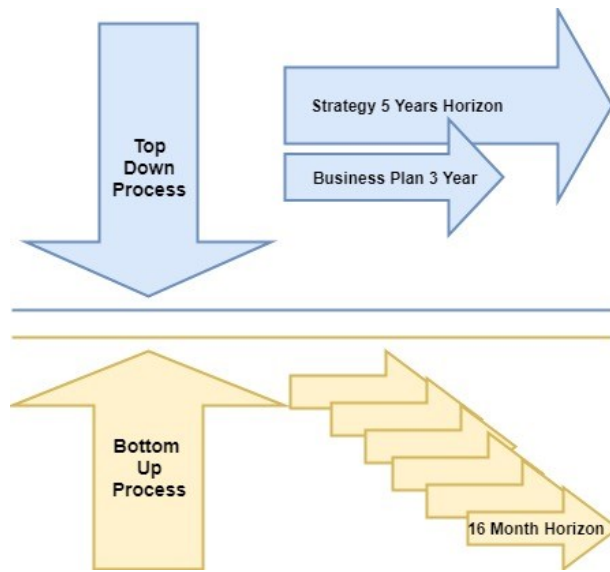 Top
Down
Process
Strategy 5 Years Horizon
Business Plan 3 Year
Bottom
Up
Process
16 Month Horizon